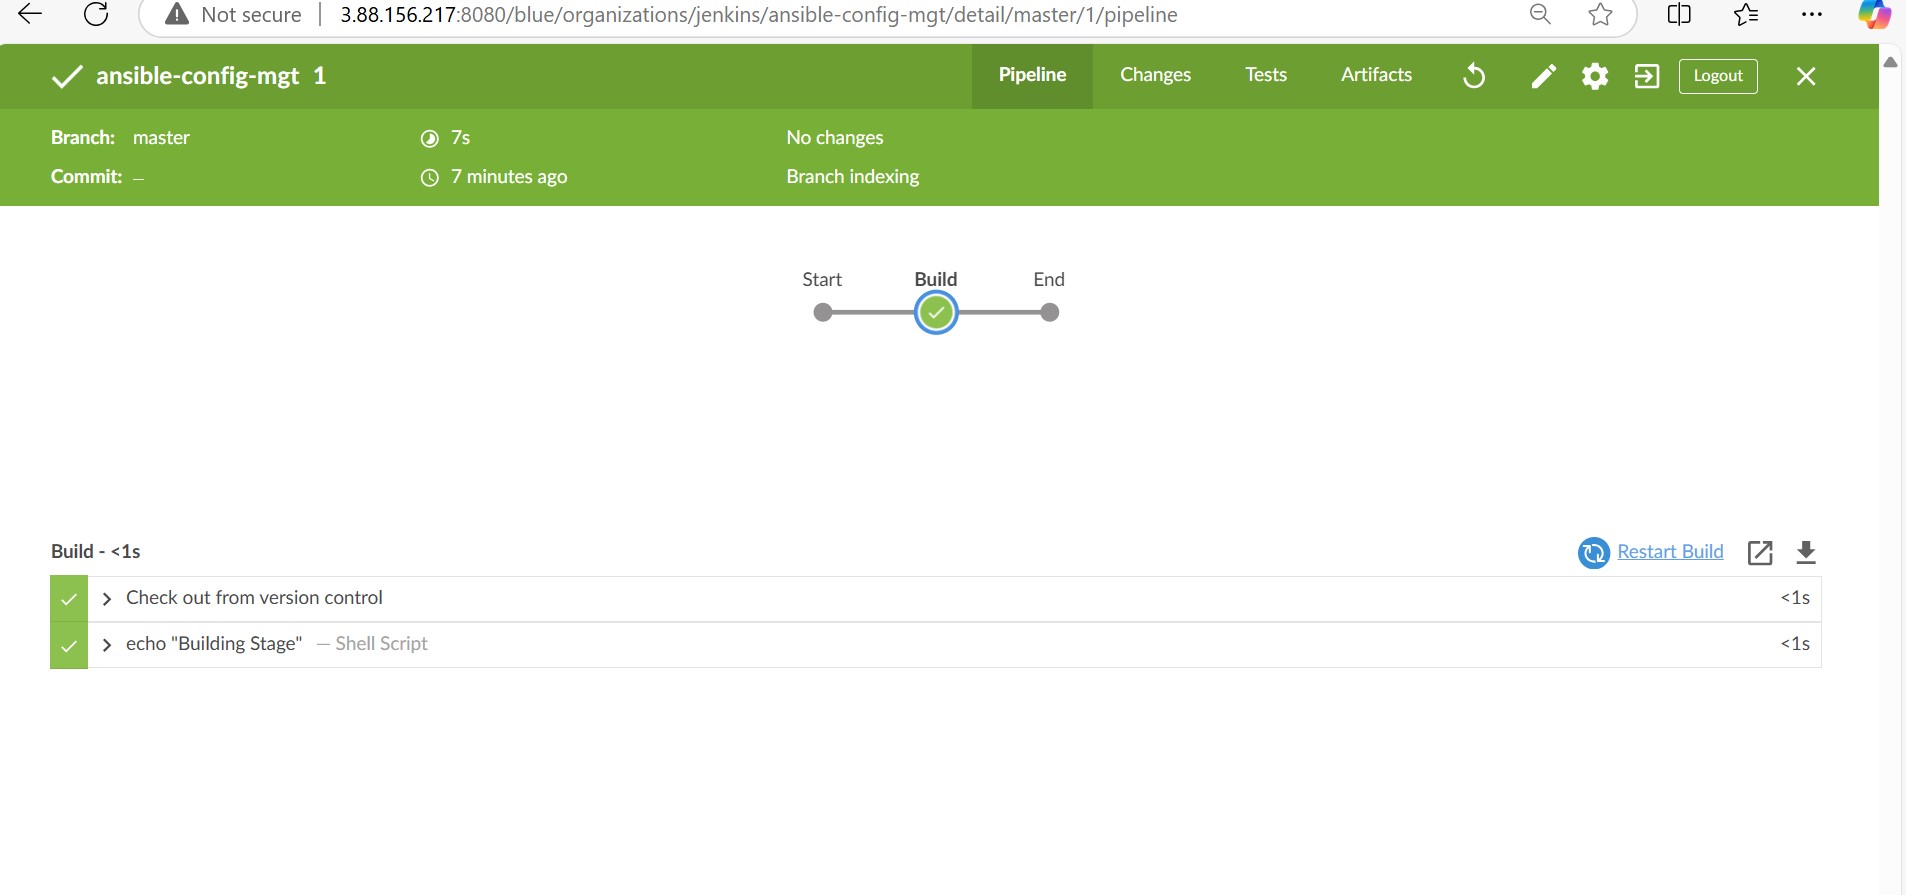 Not secure 3.88.156.217:8080/blue/organizations/jenkins/ansible-config-mgt/detail/master/1/pipeline
ansible-config-mgt 1 Pipeline Changes Tests Artifacts Logout
Branch: master 7s No changes
Commit: – 7 minutes ago Branch indexing
Start Build End
Build - <1s Restart Build
Check out from version control <1s
echo "Building Stage" — Shell Script <1s